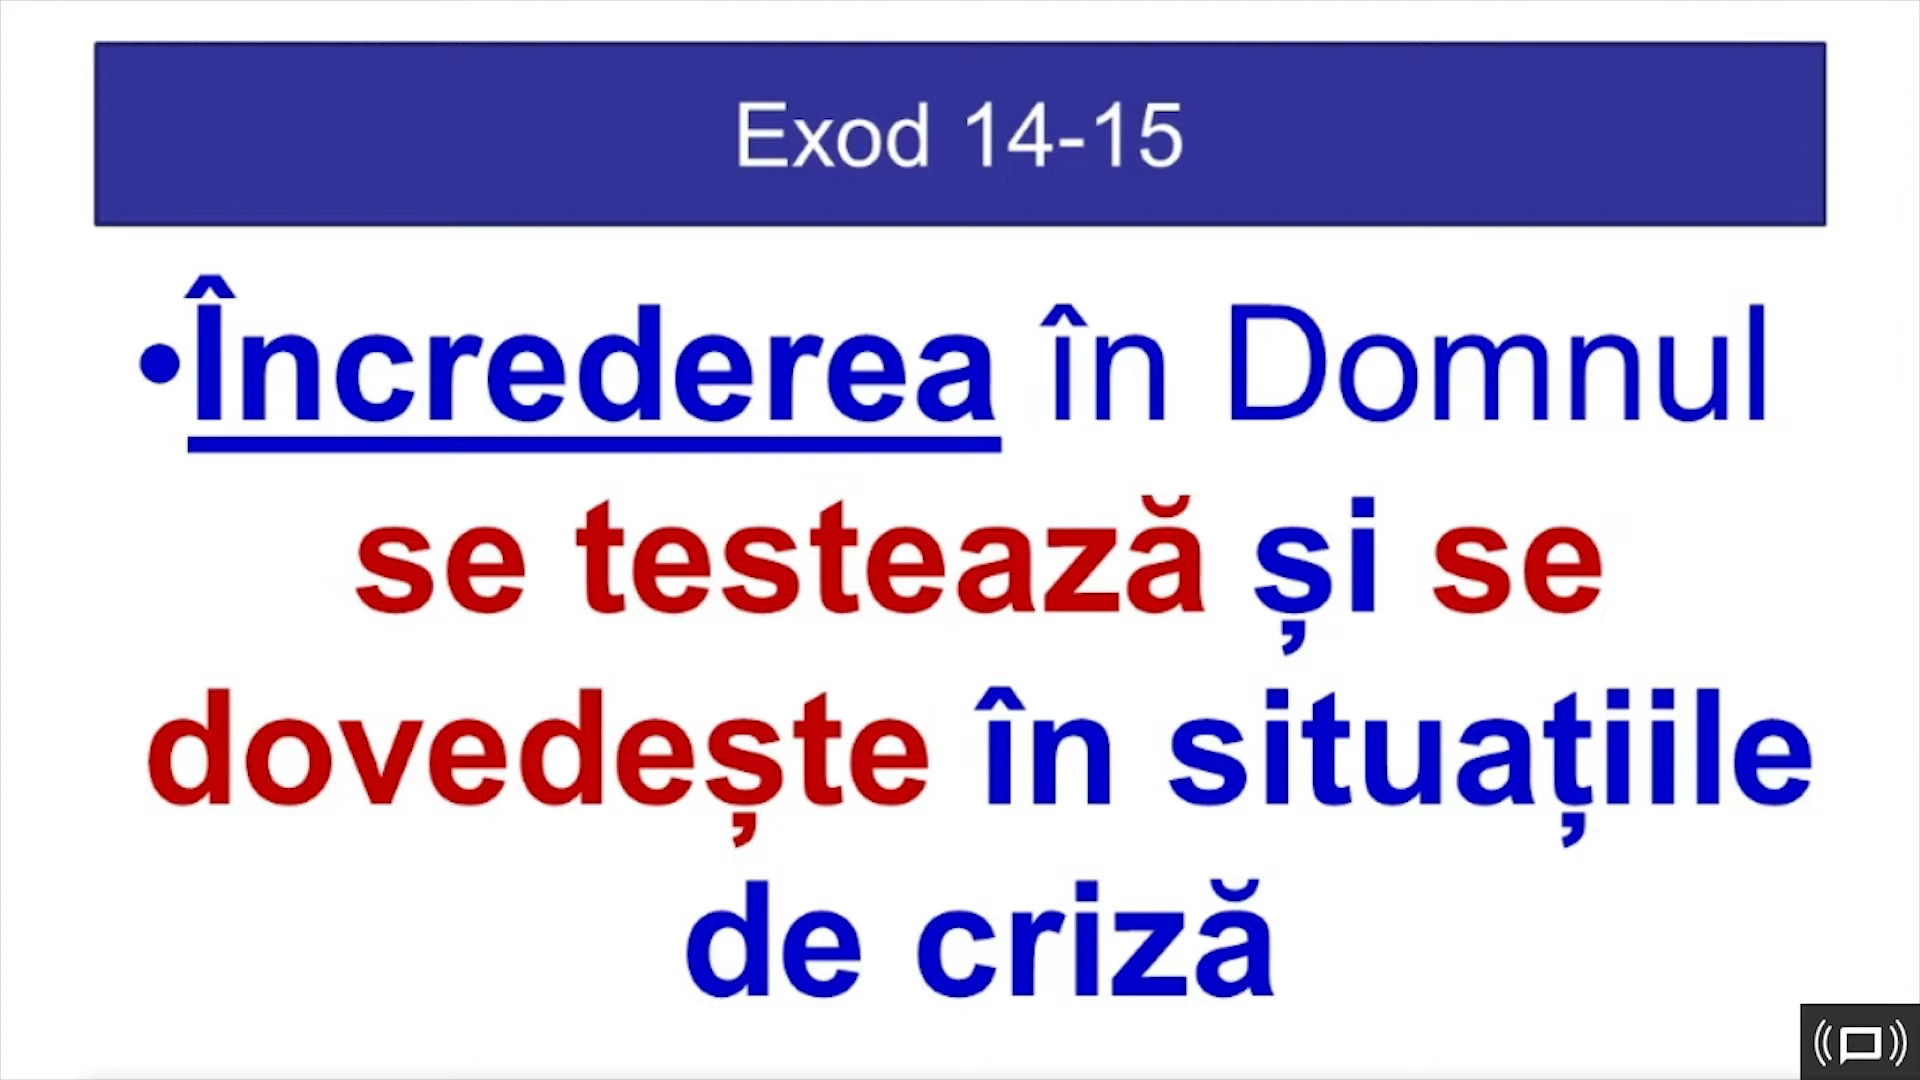 Exod 14-15
•Încrederea în Domnul
se testează și se
dovedește în situațiile
de criză